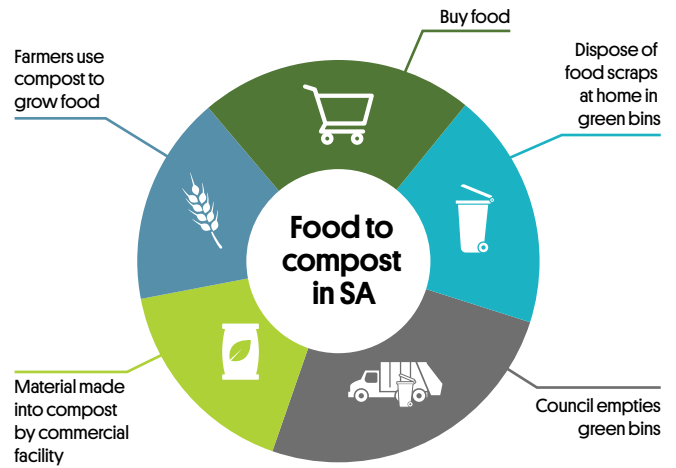 Buy food
Dispose of
food scraps
at home in
green bins
Council empties
green bins
Material made
into compost
by commercial
facility
Farmers use
compost to
grow food
Food to
compost
in SA